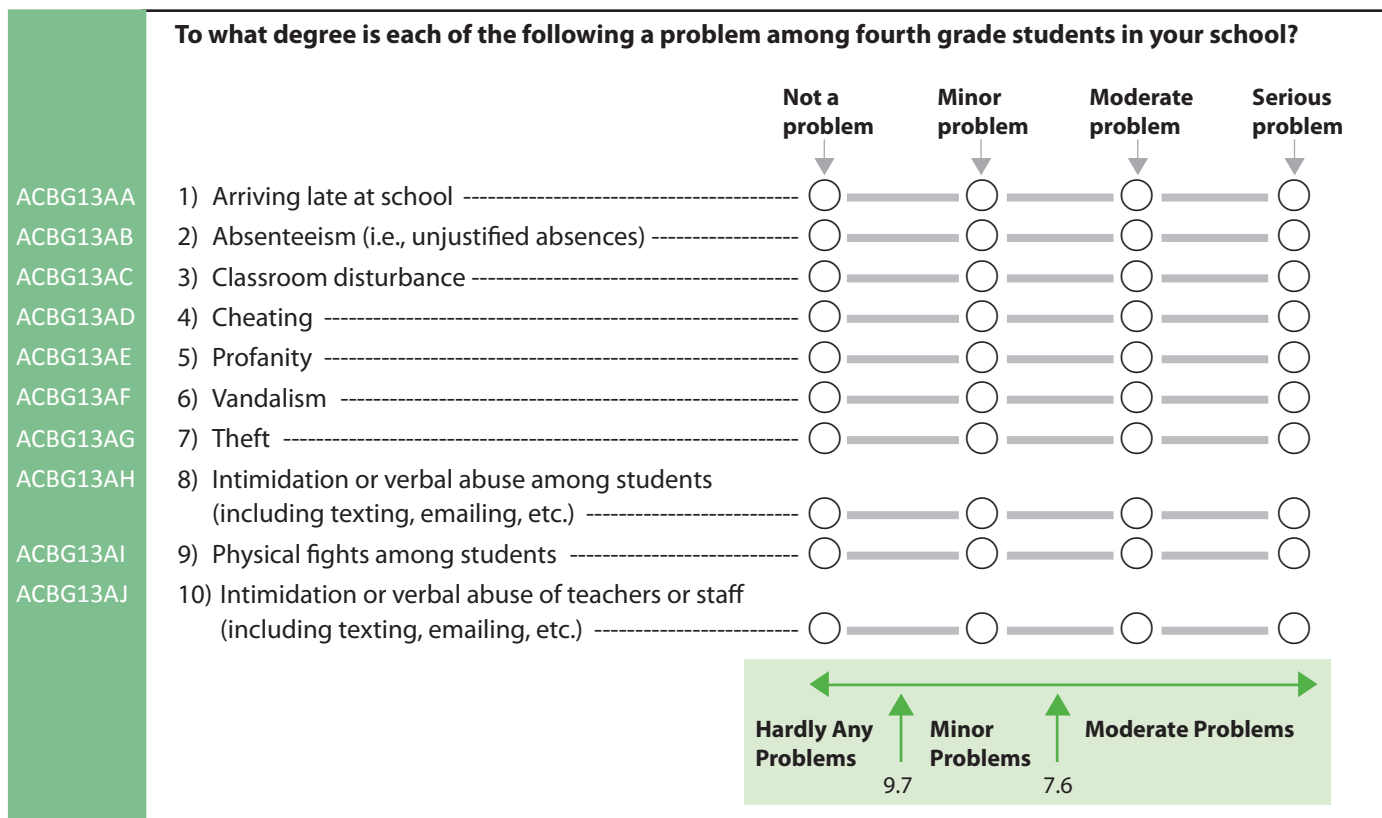 To what degree is each of the following a problem among fourth grade students in your school?
Not a problem
Minor problem
Moderate problem
Serious problem
ACBG13AA 1) Arriving late at school
ACBG13AB 2) Absenteeism (i.e., unjustified absences)
ACBG13AC 3) Classroom disturbance
ACBG13AD 4) Cheating
ACBG13AE 5) Profanity
ACBG13AF 6) Vandalism
ACBG13AG 7) Theft
ACBG13AH 8) Intimidation or verbal abuse among students
(including texting, emailing, etc.)
ACBG13AI 9) Physical fights among students
ACBG13AJ 10) Intimidation or verbal abuse of teachers or staff
(including texting, emailing, etc.)
Hardly Any Problems
Minor Problems
Moderate Problems
9.7 7.6